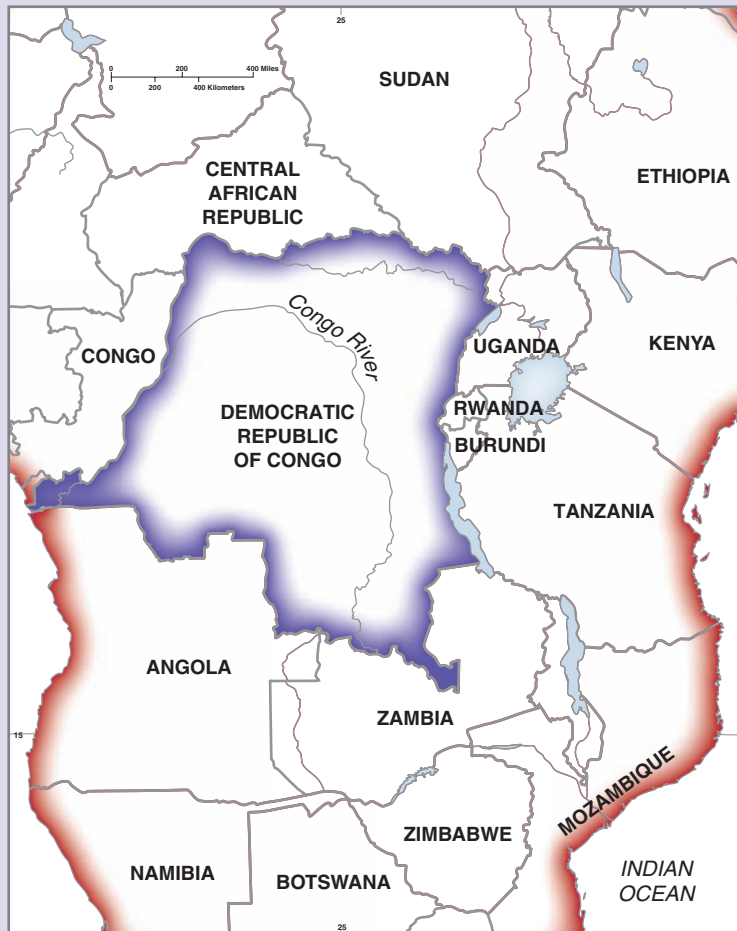 25
0 200 400 Miles
0 200 400 Kilometers
SUDAN
CENTRAL
AFRICAN
REPUBLIC
ETHIOPIA
Congo River
CONGO
UGANDA
KENYA
DEMOCRATIC
REPUBLIC
OF CONGO
RWANDA
BURUNDI
TANZANIA
ANGOLA
ZAMBIA
15
MOZAMBIQUE
ZIMBABWE
NAMIBIA
BOTSWANA
INDIAN
OCEAN
25